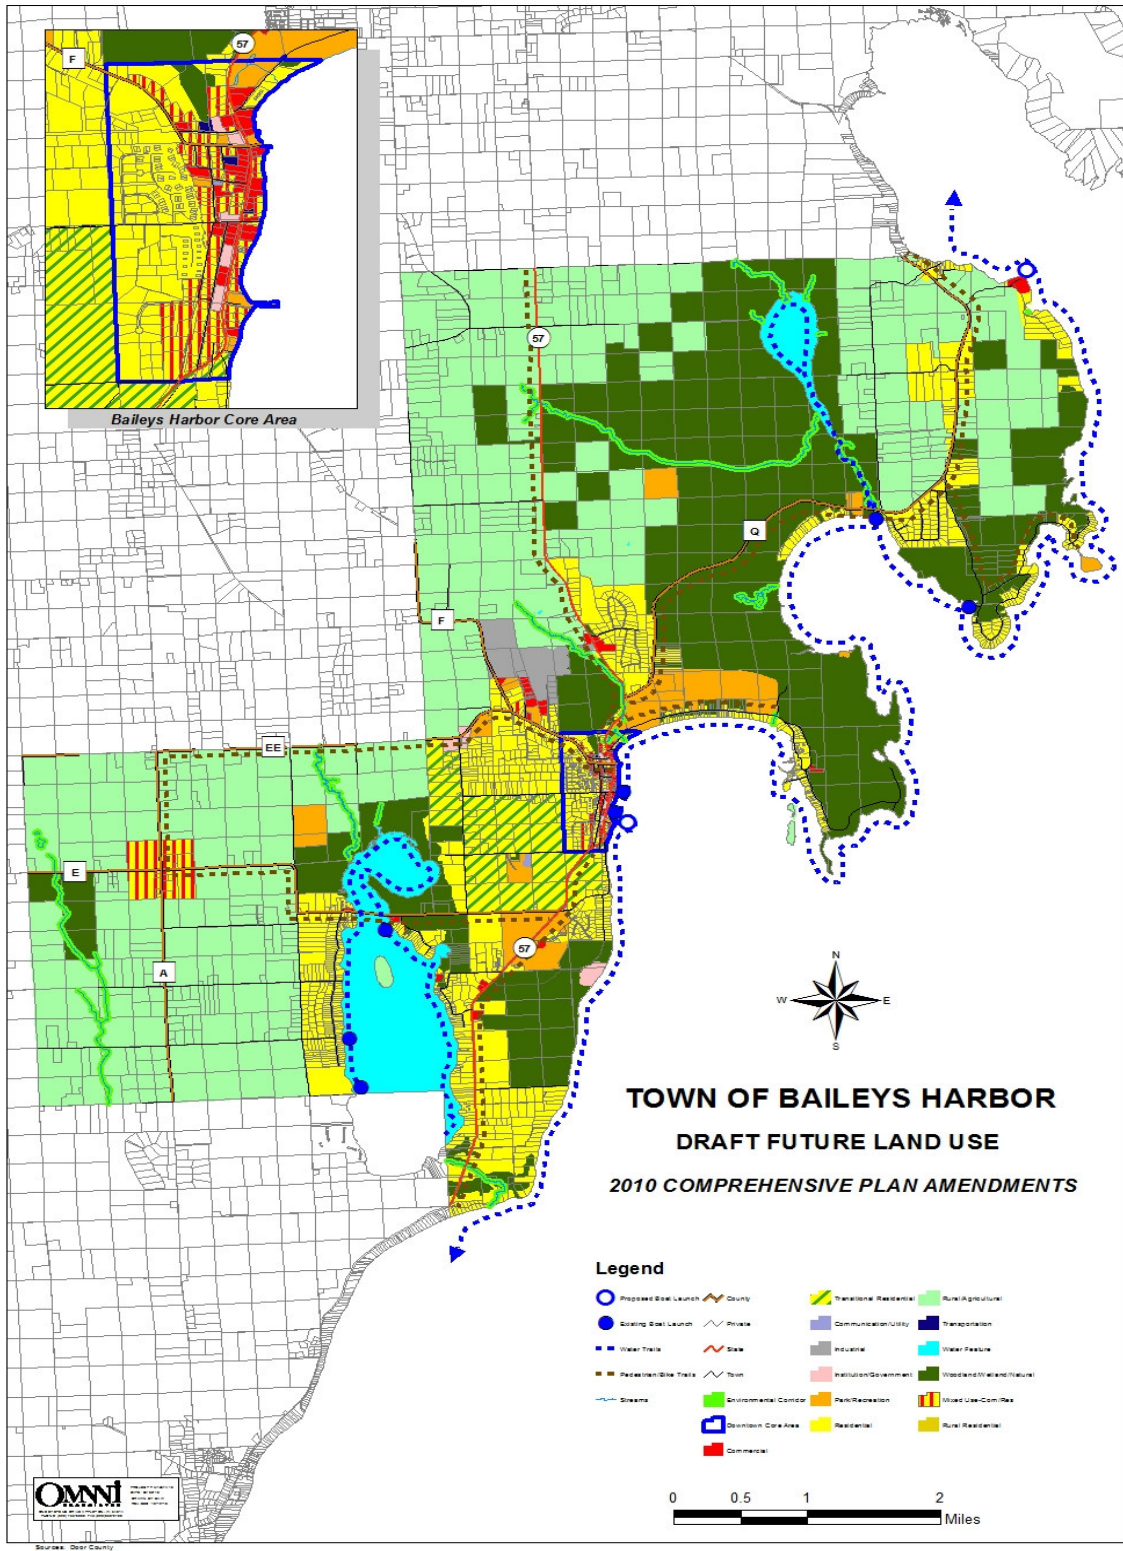 57
F
Baileys Harbor Core Area
57
Q
F
EE
E
57
A
N
W
E
S
TOWN OF BAILEYS HARBOR
DRAFT FUTURE LAND USE
2010 COMPREHENSIVE PLAN AMENDMENTS
Legend
Proposed Boat Launch
County
Transitional Residential
Rural/Agricultural
Existing Boat Launch
Private
Communication/Utility
Transportation
Water Trails
State
Industrial
Water Feature
Pedestrian/Bike Trails
Town
Institution/Government
Woodland/Wetland/Natural
Streams
Environmental Corridor
Park/Recreation
Mixed Use-Com/Res
Downtown Core Area
Residential
Rural Residential
Commercial
0 0.5 1 2
Miles
OMNNI
ASSOCIATES
Sources: Door County